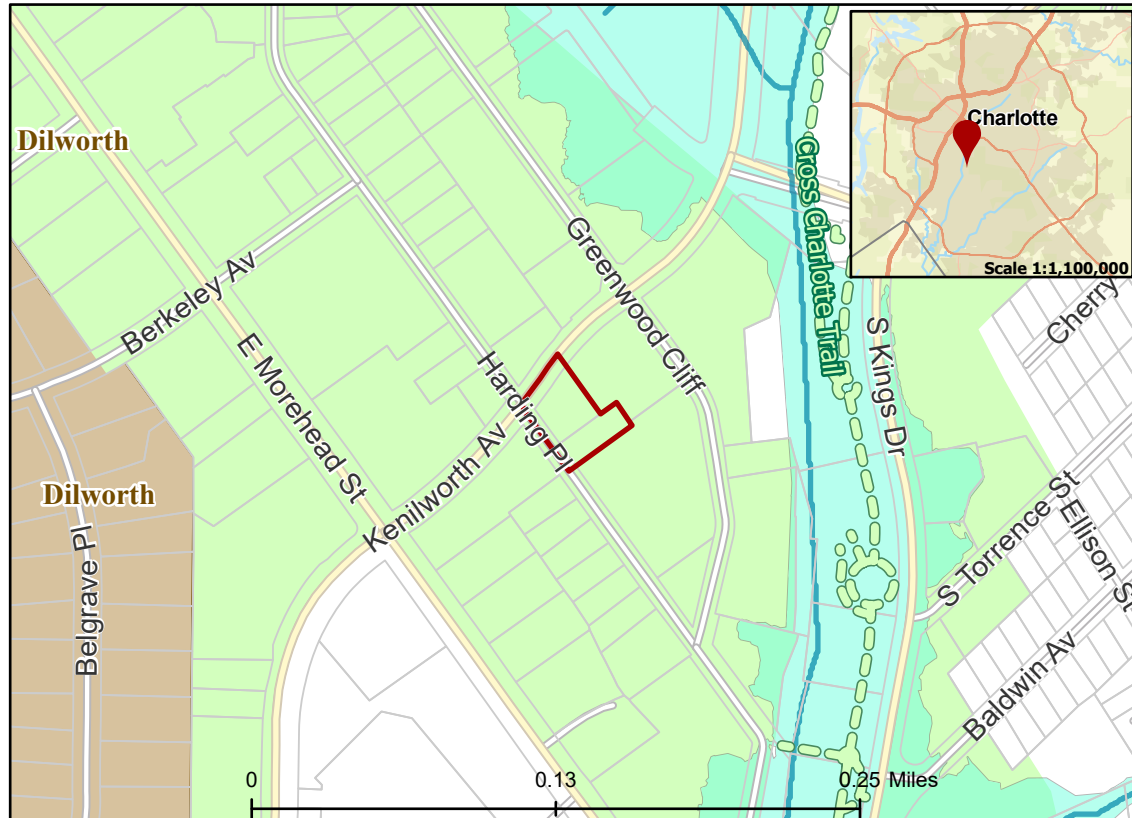 Dilworth
Charlotte
Scale 1:1,100,000
Cross Charlotte Trail
Greenwood Cliff
Berkeley Av
E Morehead St
Harding Pl
S Kings Dr
Cherry
Kenilworth Av
Dilworth
Belgrave Pl
S Torrence St
Ellison St
Baldwin Av
0 0.13 0.25 Miles